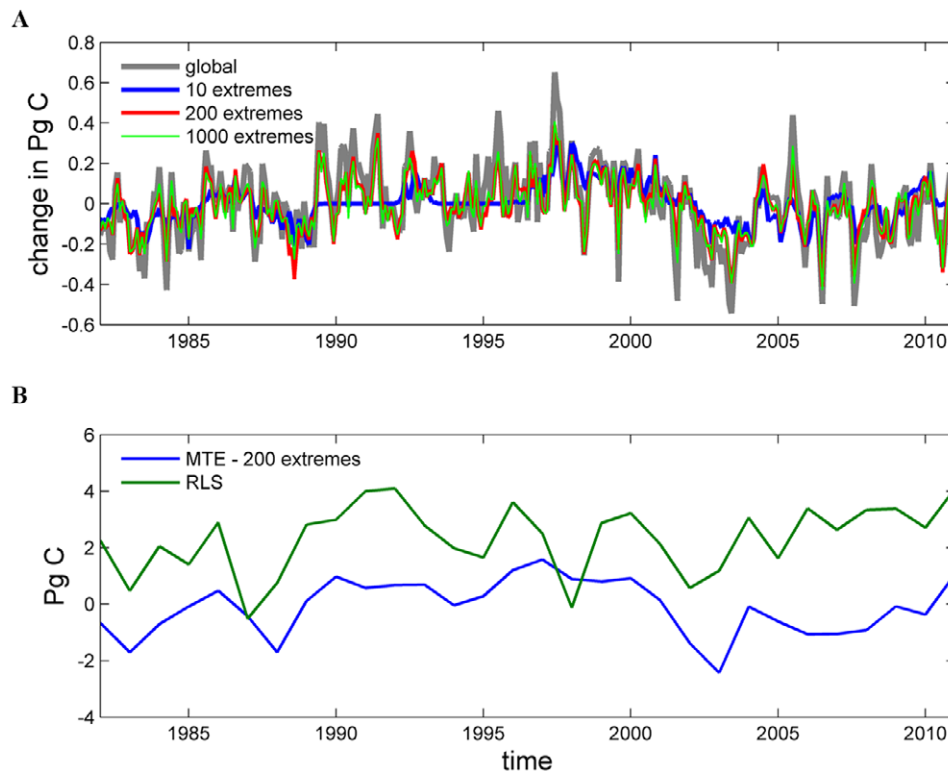 A
change in Pg C
0.8
0.6
0.4
0.2
0
-0.2
-0.4
-0.6
global
10 extremes
200 extremes
1000 extremes
1985 1990 1995 2000 2005 2010
B
Pg C
6
4
2
0
-2
-4
MTE - 200 extremes
RLS
1985 1990 1995 2000 2005 2010
time